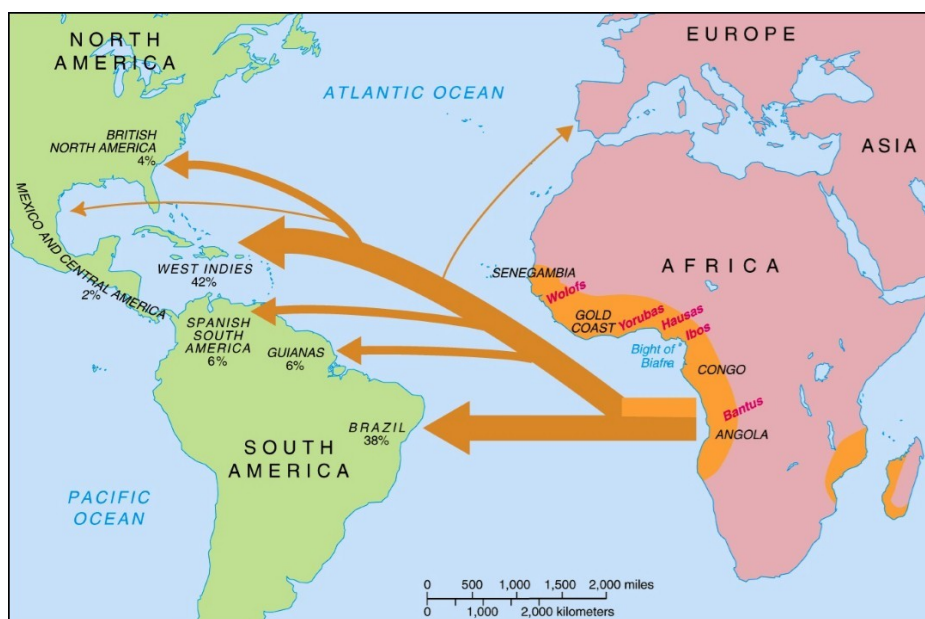 NORTH
AMERICA
EUROPE
ATLANTIC OCEAN
ASIA
BRITISH
NORTH AMERICA
4%
MEXICO AND CENTRAL AMERICA
2%
WEST INDIES
42%
SENEGAMBIA
AFRICA
Wolofs
GOLD
COAST
Yorubas
Hausas
Ibos
Bight of
Biafra
SPANISH
SOUTH
AMERICA
6%
GUIANAS
6%
CONGO
Bantus
ANGOLA
BRAZIL
38%
SOUTH
AMERICA
PACIFIC
OCEAN
0 500 1,000 1,500 2,000 miles
0 1,000 2,000 kilometers